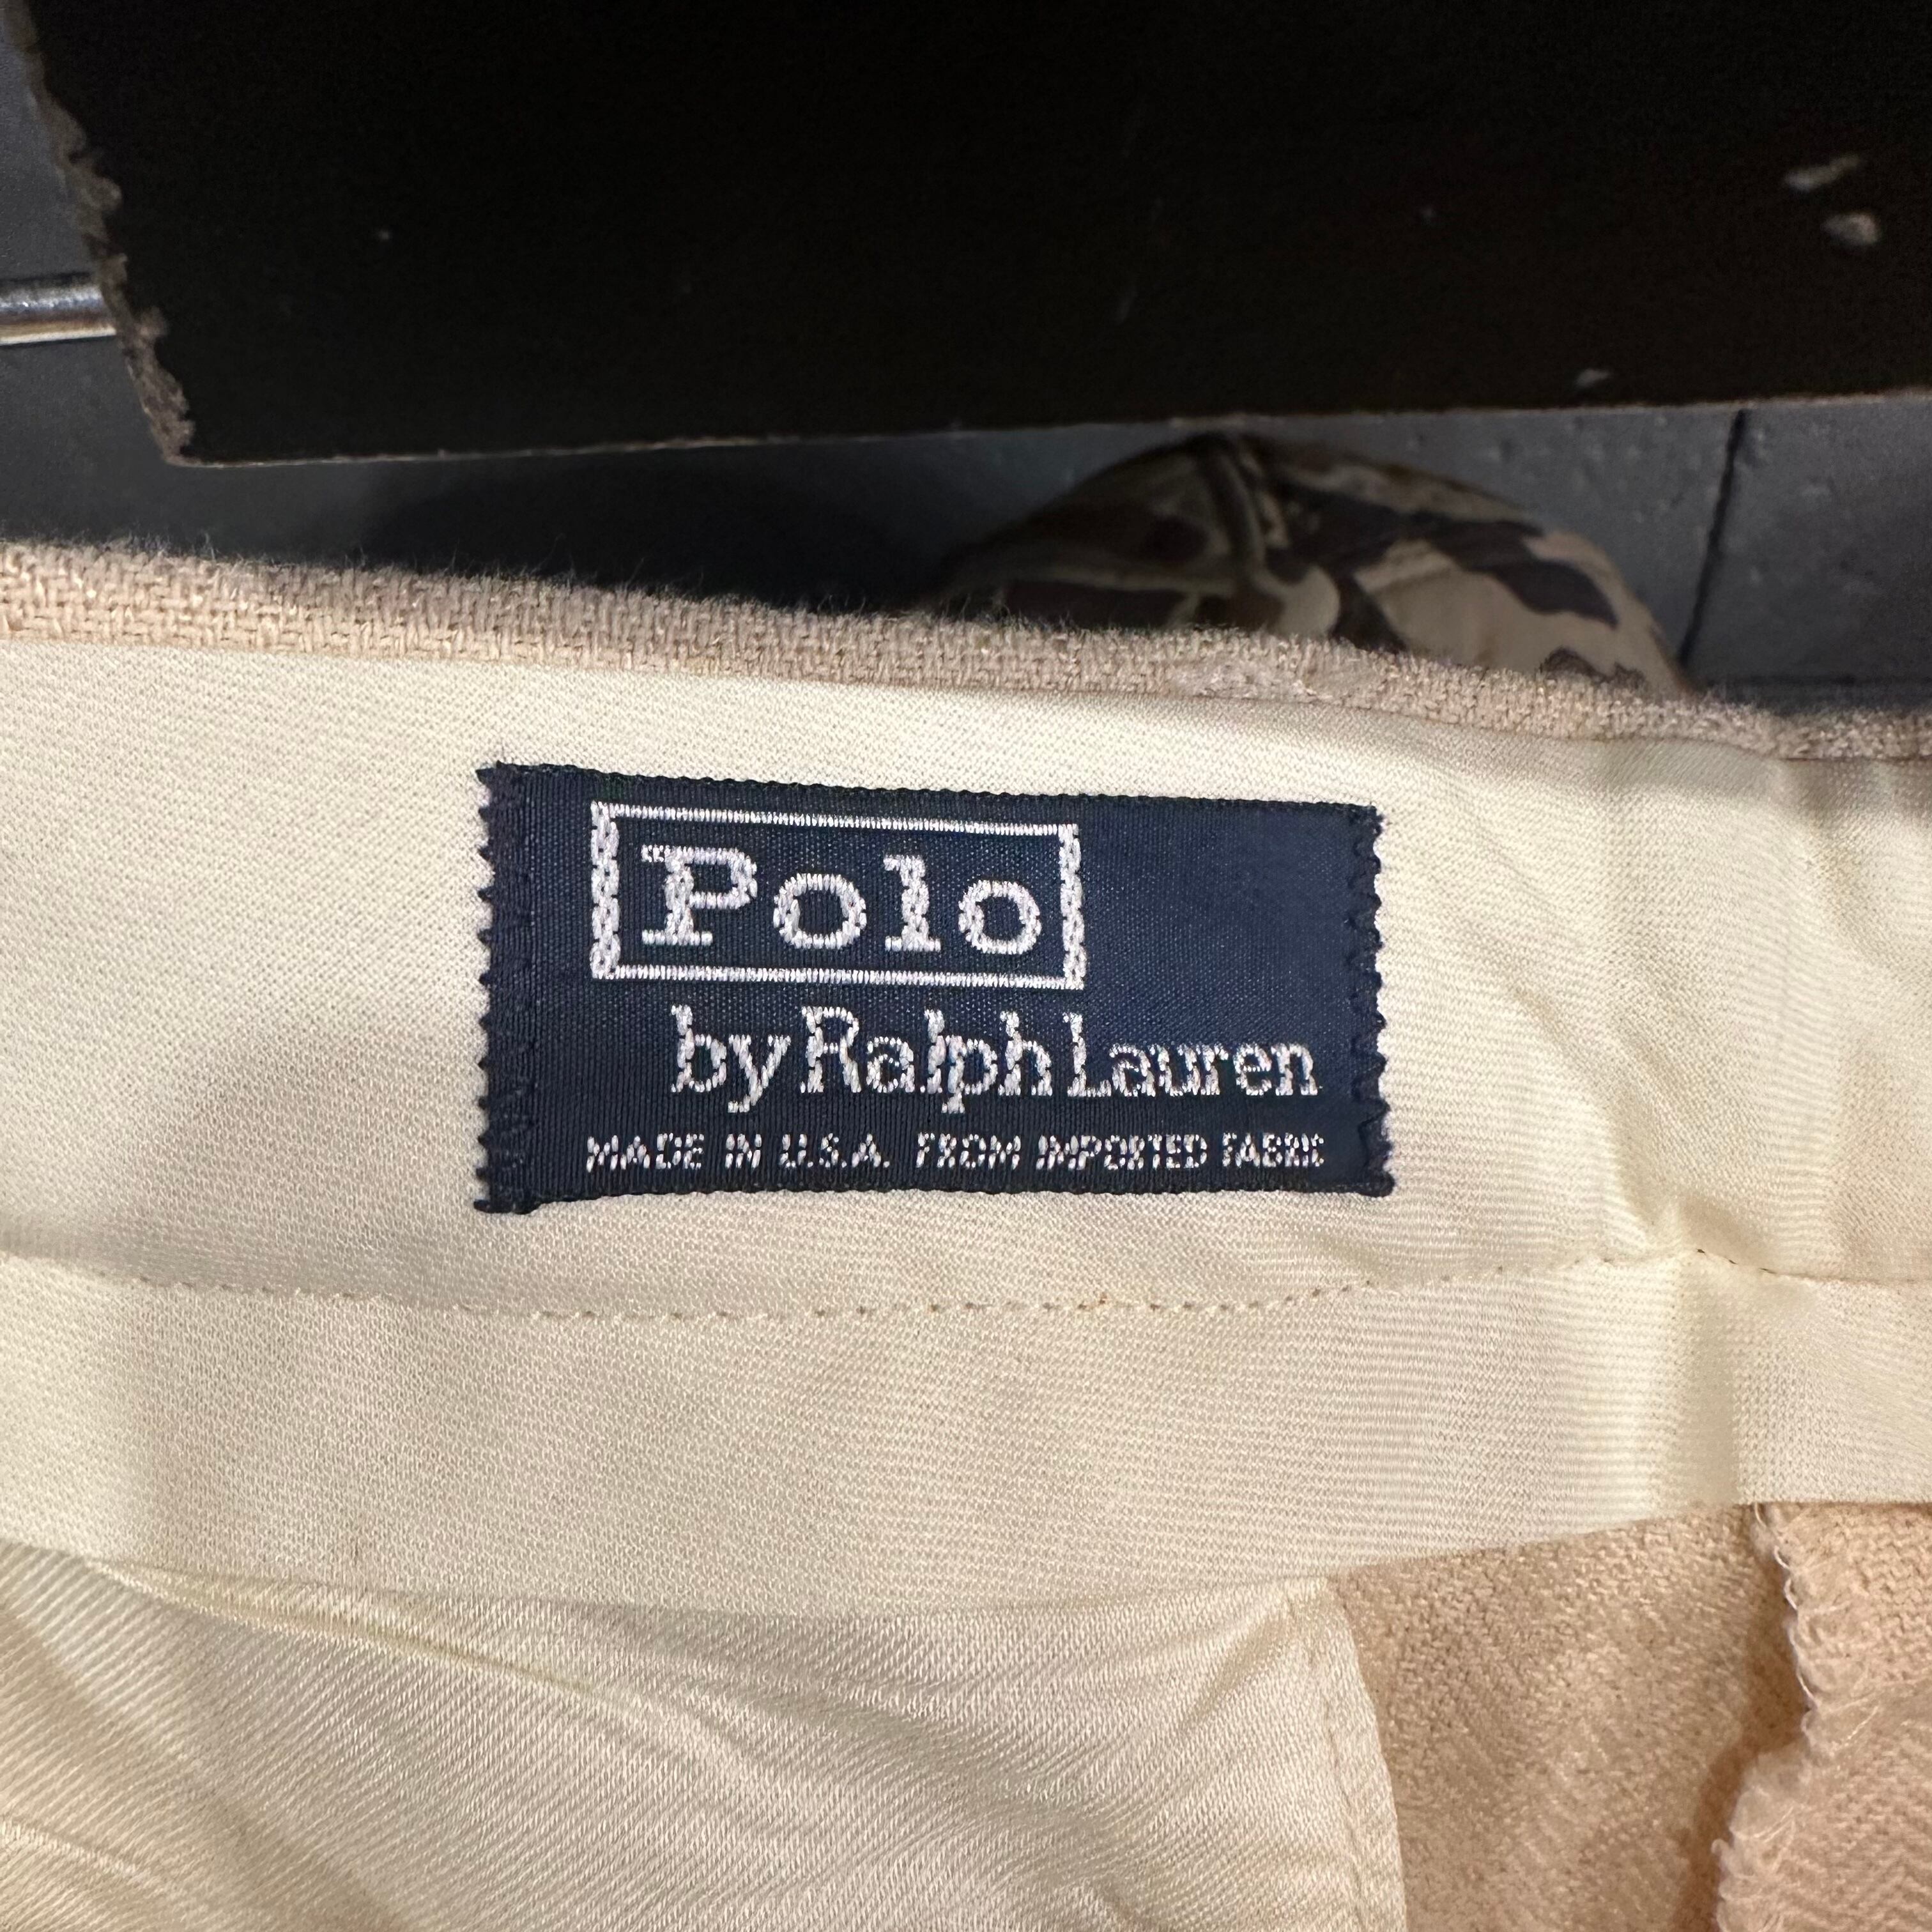 Polo
by Ralph Lauren
MADE IN U.S.A. FROM IMPORTED FABRIC